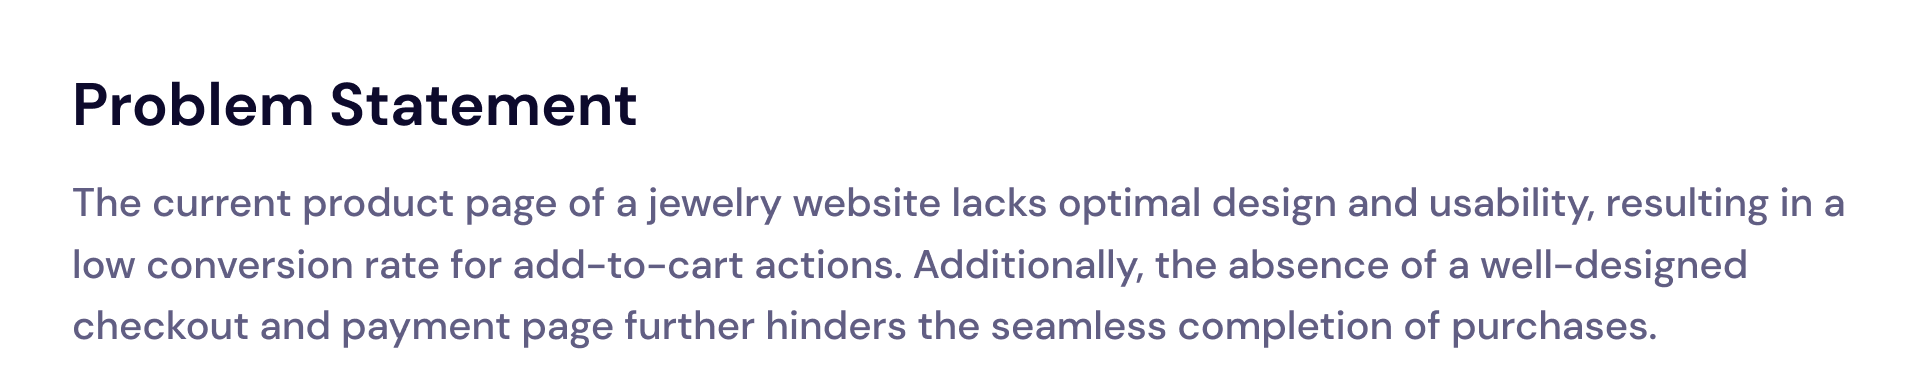 Problem Statement
The current product page of a jewelry website lacks optimal design and usability, resulting in a
low conversion rate for add-to-cart actions. Additionally, the absence of a well-designed
checkout and payment page further hinders the seamless completion of purchases.